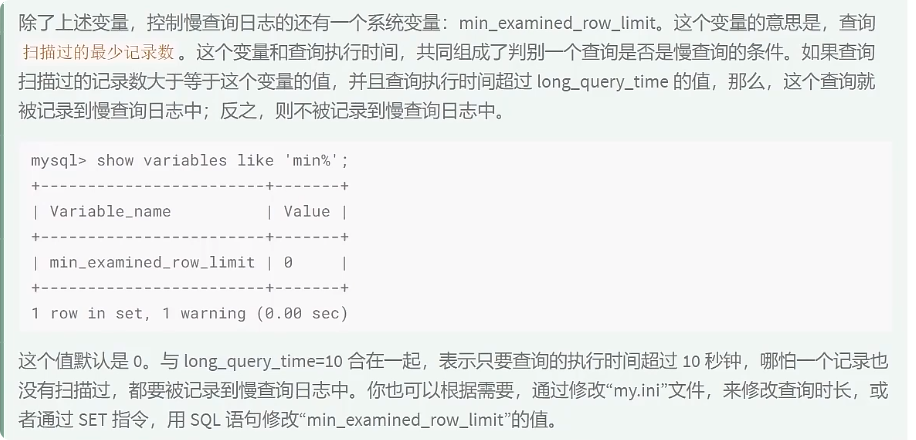 除了上述变量，控制慢查询日志的还有一个系统变量：min_examined_row_limit。这个变量的意思是，查询
扫描过的最少记录数。这个变量和查询执行时间，共同组成了判别一个查询是否是慢查询的条件。如果查询
扫描过的记录数大于等于这个变量的值，并且查询执行时间超过 long_query_time 的值，那么，这个查询就
被记录到慢查询日志中；反之，则不被记录到慢查询日志中。
mysql> show variables like 'min%';
+------------------------+-------+
| Variable_name          | Value |
+------------------------+-------+
| min_examined_row_limit | 0     |
+------------------------+-------+
1 row in set, 1 warning (0.00 sec)
这个值默认是 0。与 long_query_time=10 合在一起，表示只要查询的执行时间超过 10 秒钟，哪怕一个记录也
没有扫描过，都要被记录到慢查询日志中。你也可以根据需要，通过修改“my.ini”文件，来修改查询时长，或
者通过 SET 指令，用 SQL 语句修改“min_examined_row_limit”的值。